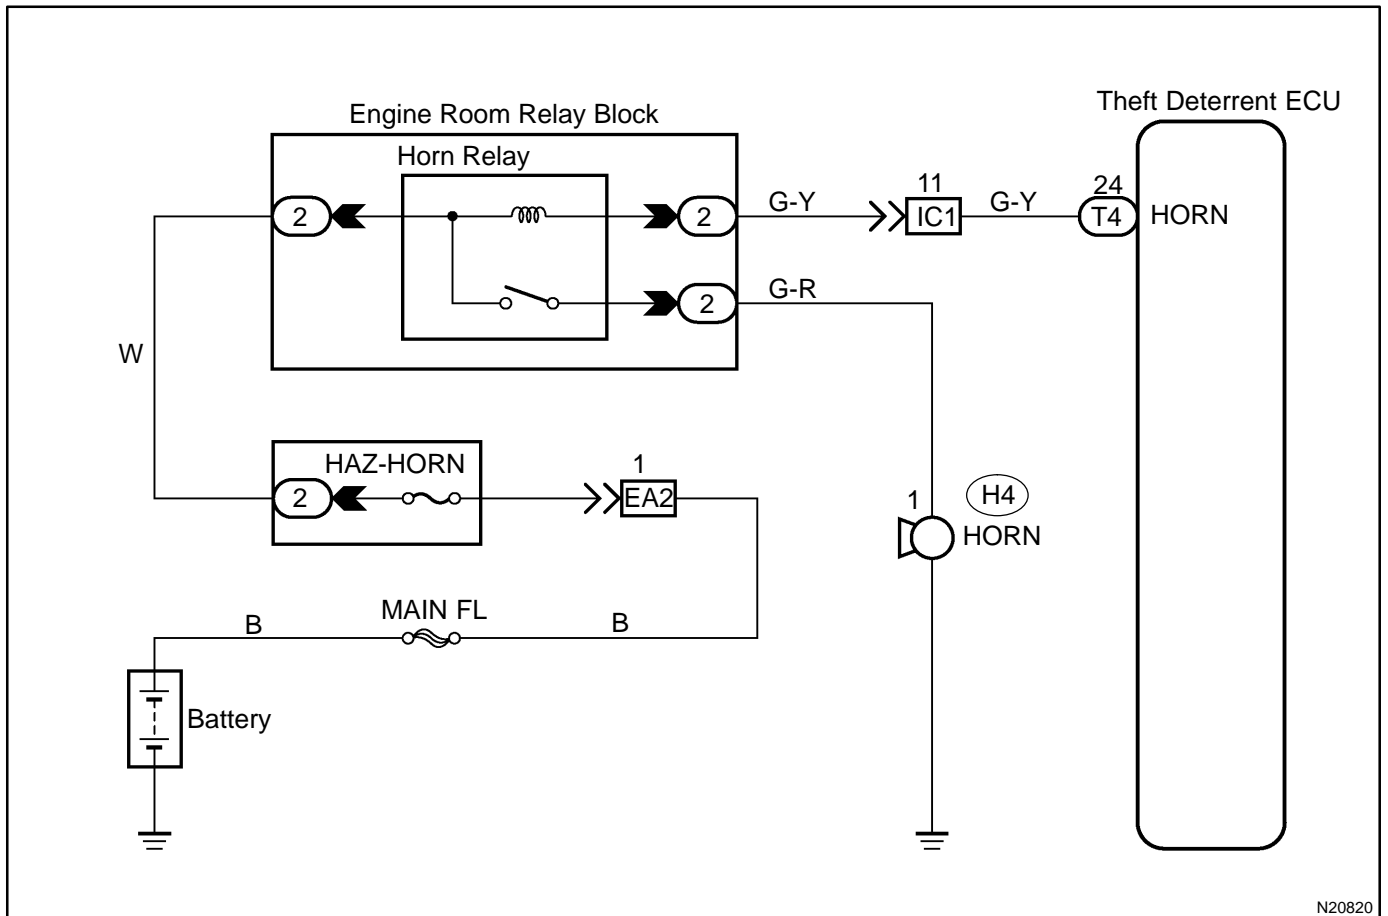 Theft Deterrent ECU
Engine Room Relay Block
Horn Relay
2
2
G-Y
11
IC1
G-Y
24
T4
HORN
2
G-R
W
HAZ-HORN
2
1
EA2
1
H4
HORN
MAIN FL
B
B
Battery
N20820